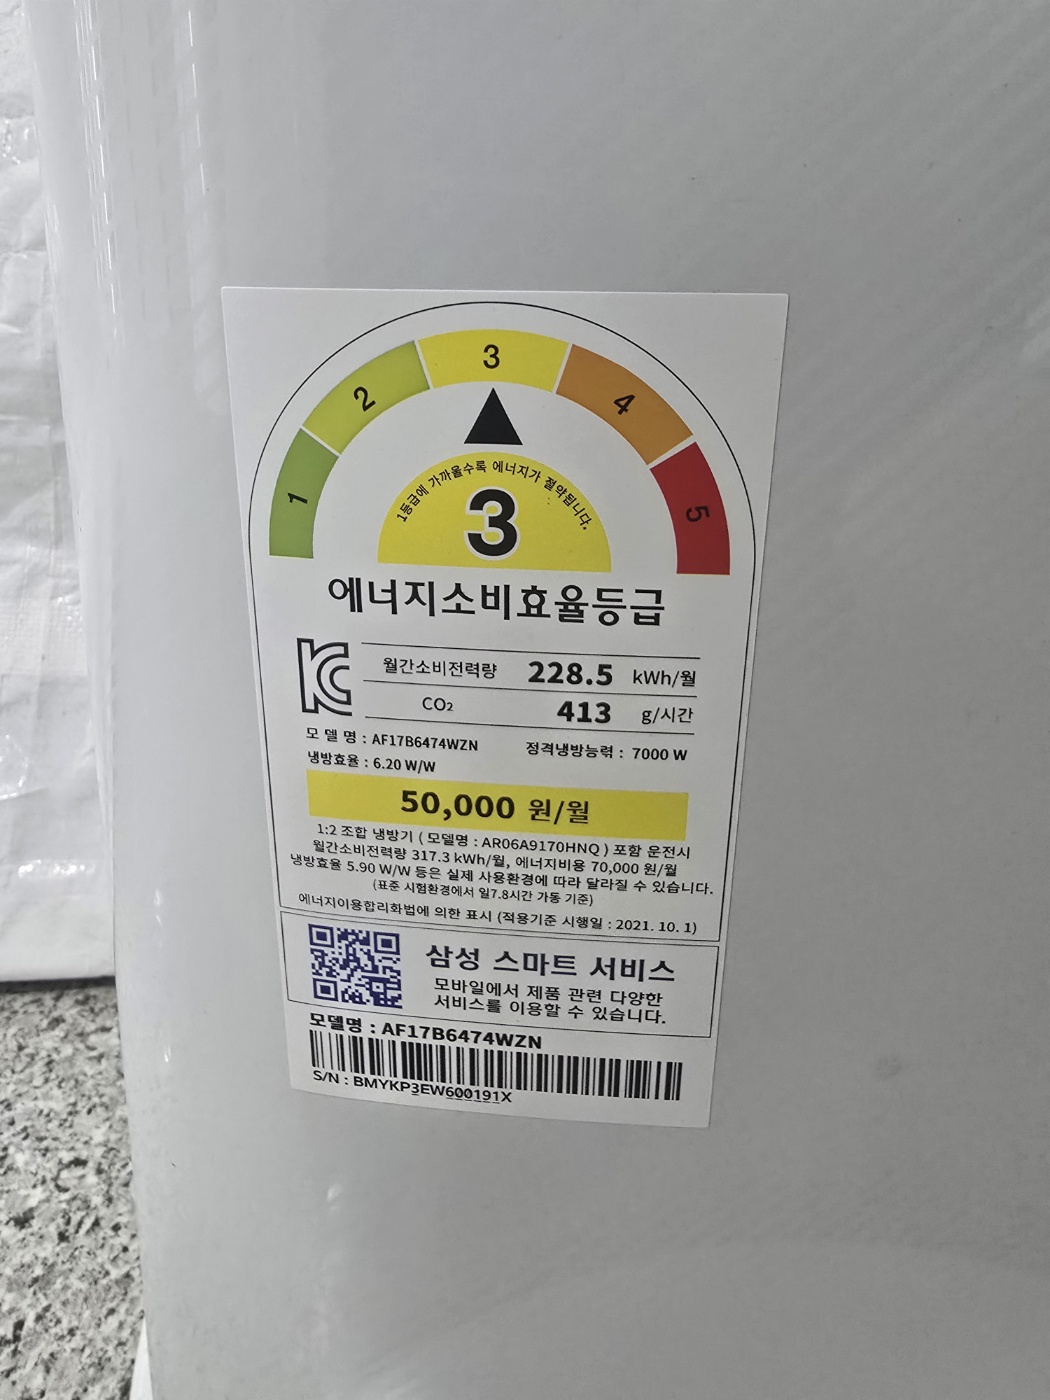 1
2
3
4
5
1등급에 가까울수록 에너지가 절약됩니다.
3
에너지소비효율등급
월간소비전력량 228.5 kWh/월
CO₂ 413 g/시간
모 델 명 : AF17B6474WZN 정격냉방능력 : 7000 W
냉방효율 : 6.20 W/W
50,000 원/월
1:2 조합 냉방기 ( 모델명 : AR06A9170HNQ ) 포함 운전시
월간소비전력량 317.3 kWh/월, 에너지비용 70,000 원/월
냉방효율 5.90 W/W 등은 실제 사용환경에 따라 달라질 수 있습니다.
(표준 시험환경에서 일7.8시간 가동 기준)
에너지이용합리화법에 의한 표시 (적용기준 시행일 : 2021. 10. 1)
삼성 스마트 서비스
모바일에서 제품 관련 다양한
서비스를 이용할 수 있습니다.
모델명 : AF17B6474WZN
S/N : BMYKP3EW600191X